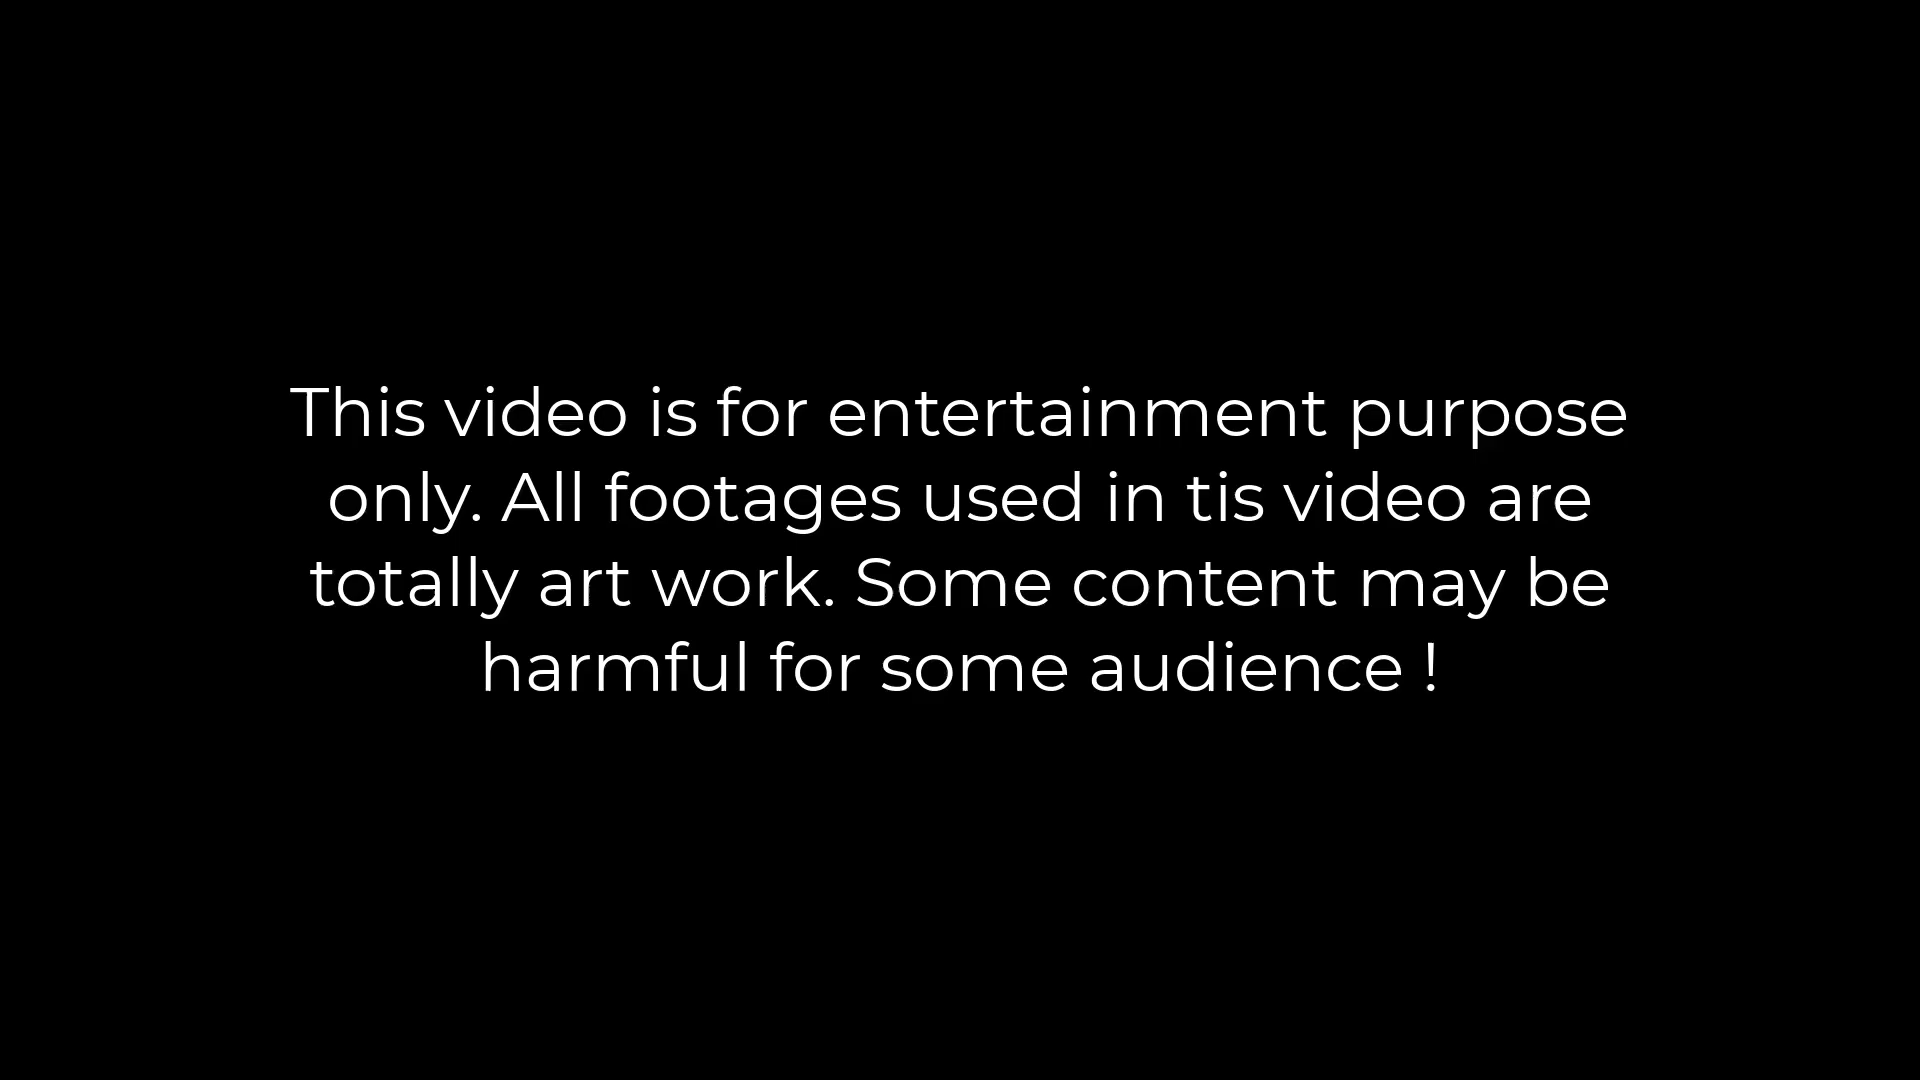 This video is for entertainment purpose
only. All footages used in tis video are
totally art work. Some content may be
harmful for some audience !